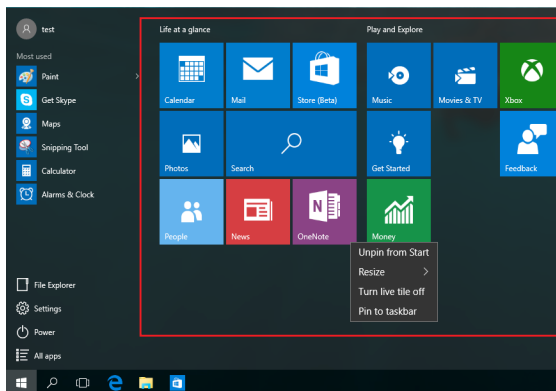 test
Most used
Paint
Get Skype
Maps
Snipping Tool
Calculator
Alarms & Clock
File Explorer
Settings
Power
All apps
Life at a glance
Play and Explore
Calendar
Mail
Store (Beta)
Music
Movies & TV
Xbox
Photos
Search
Get Started
Feedback
People
News
OneNote
Money
Unpin from Start
Resize
Turn live tile off
Pin to taskbar